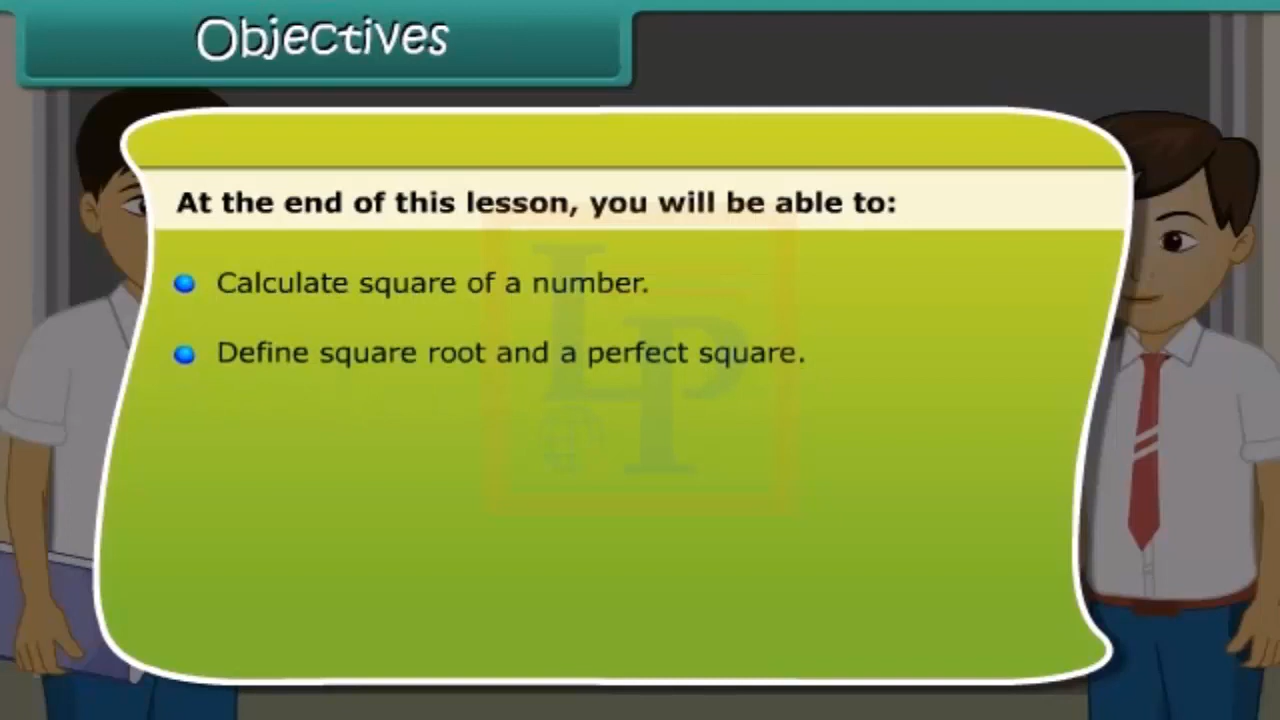 Objectives
At the end of this lesson, you will be able to:
Calculate square of a number.
Define square root and a perfect square.
LP